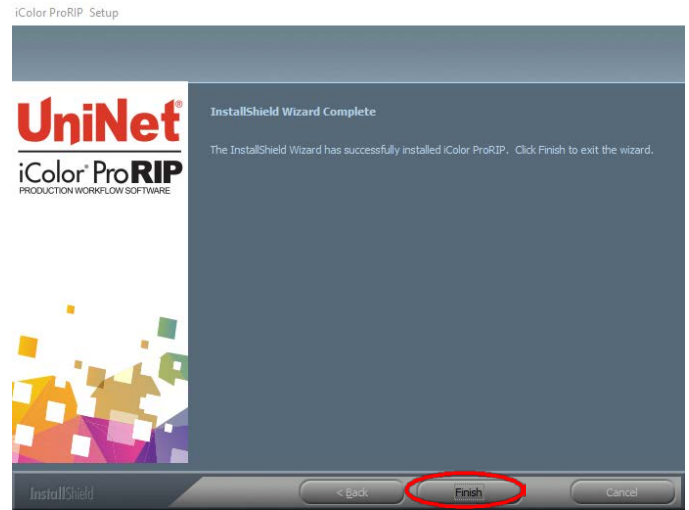 iColor ProRIP Setup
UniNet®
iColor® ProRIP
PRODUCTION WORKFLOW SOFTWARE
InstallShield Wizard Complete
The InstallShield Wizard has successfully installed iColor ProRIP. Click Finish to exit the wizard.
InstallShield
< Back
Finish
Cancel